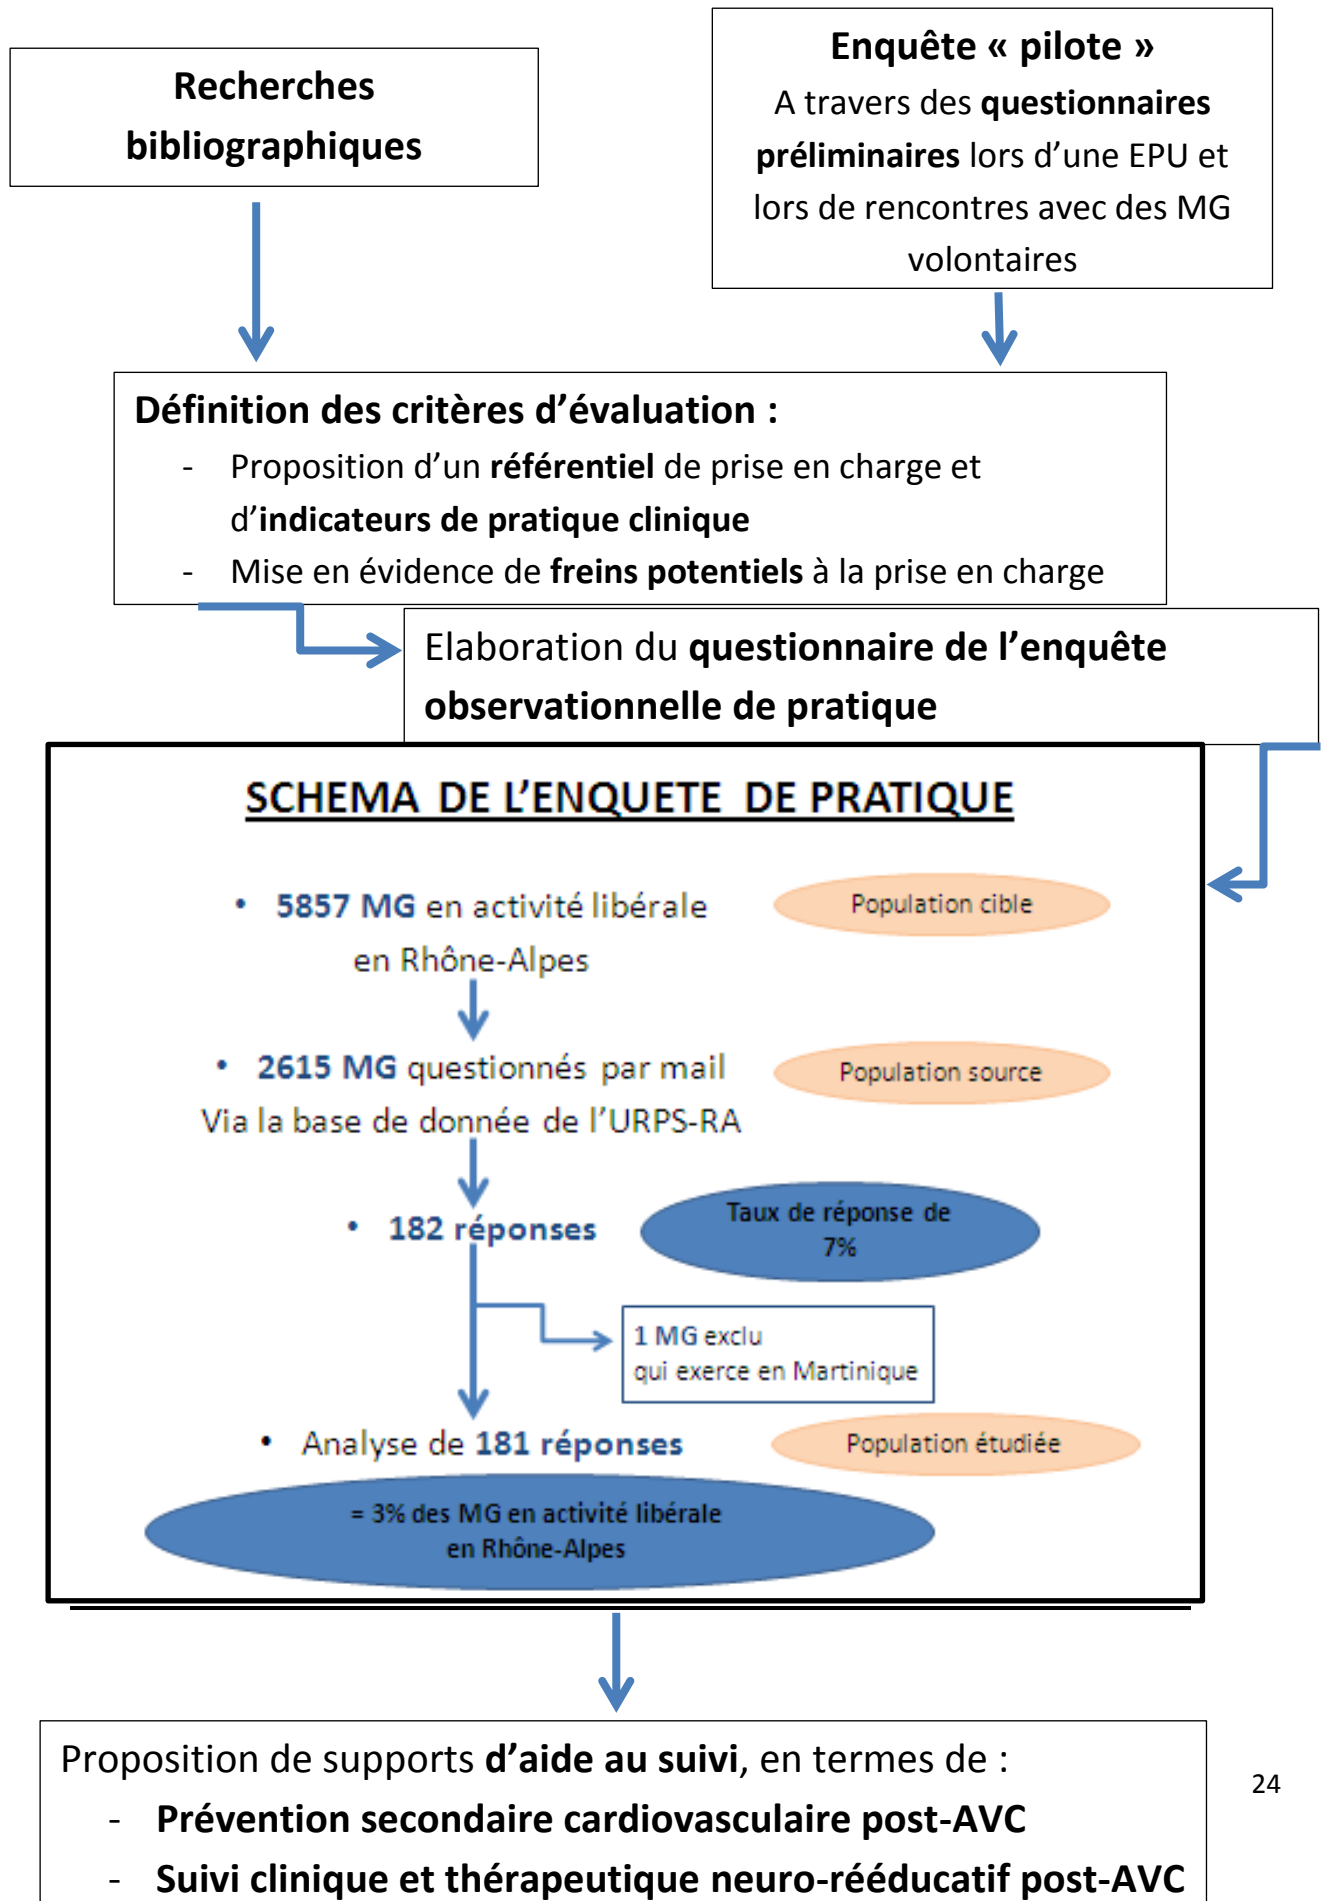 Recherches
bibliographiques
Enquête « pilote »
A travers des questionnaires
préliminaires lors d’une EPU et
lors de rencontres avec des MG
volontaires
Définition des critères d’évaluation :
- Proposition d’un référentiel de prise en charge et
d’indicateurs de pratique clinique
- Mise en évidence de freins potentiels à la prise en charge
Elaboration du questionnaire de l’enquête
observationnelle de pratique
SCHEMA DE L’ENQUETE DE PRATIQUE
• 5857 MG en activité libérale
en Rhône-Alpes
Population cible
• 2615 MG questionnés par mail
Via la base de donnée de l’URPS-RA
Population source
• 182 réponses
Taux de réponse de
7%
1 MG exclu
qui exerce en Martinique
• Analyse de 181 réponses
Population étudiée
= 3% des MG en activité libérale
en Rhône-Alpes
Proposition de supports d’aide au suivi, en termes de :
- Prévention secondaire cardiovasculaire post-AVC
- Suivi clinique et thérapeutique neuro-rééducatif post-AVC
24